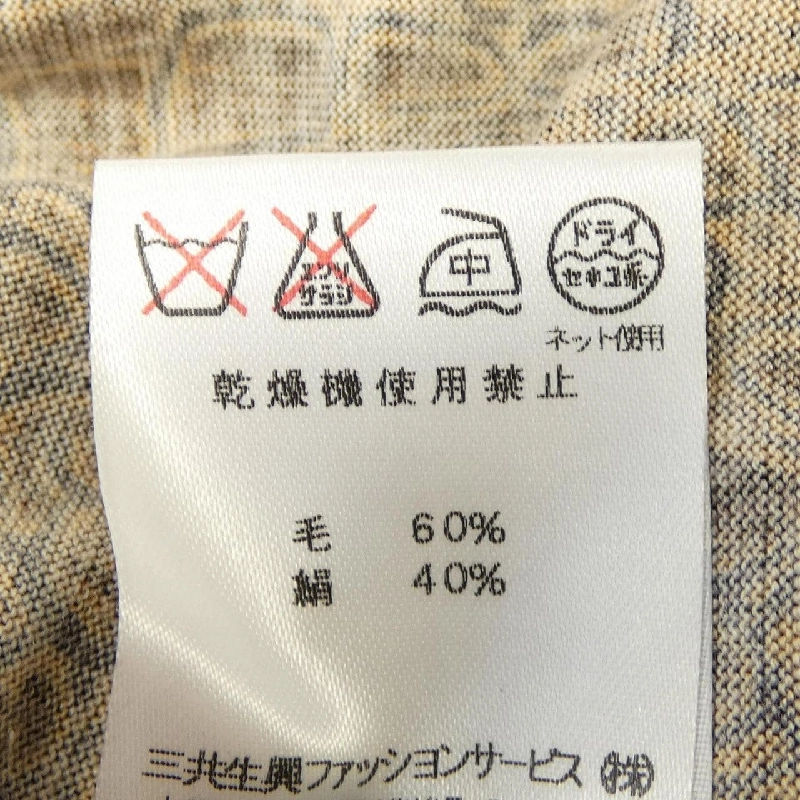 エンソ
サラシ
中
ドライ
セキユ系
ネット使用
乾燥機使用禁止
毛 60%
絹 40%
三共生興ファッションサービス㈱